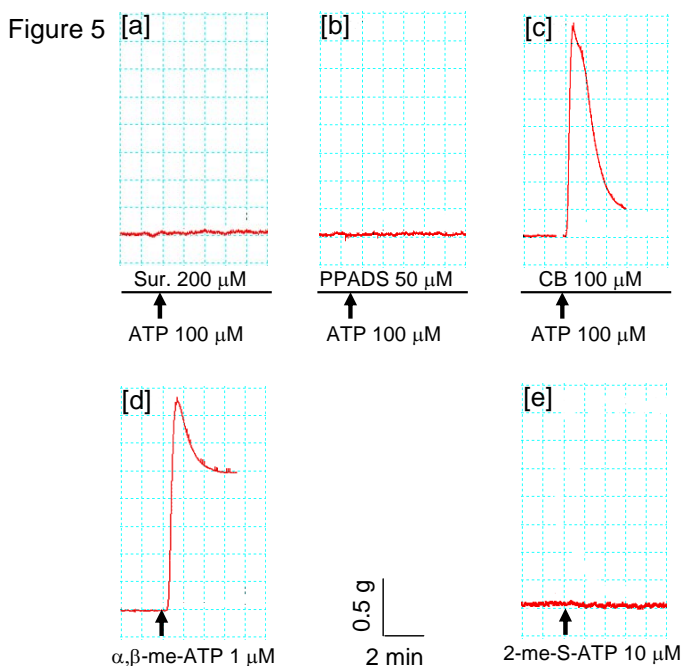 Figure 5
[a]
[b]
[c]
Sur. 200 μM
PPADS 50 μM
CB 100 μM
ATP 100 μM
ATP 100 μM
ATP 100 μM
[d]
[e]
0.5 g
2 min
α,β-me-ATP 1 μM
2-me-S-ATP 10 μM